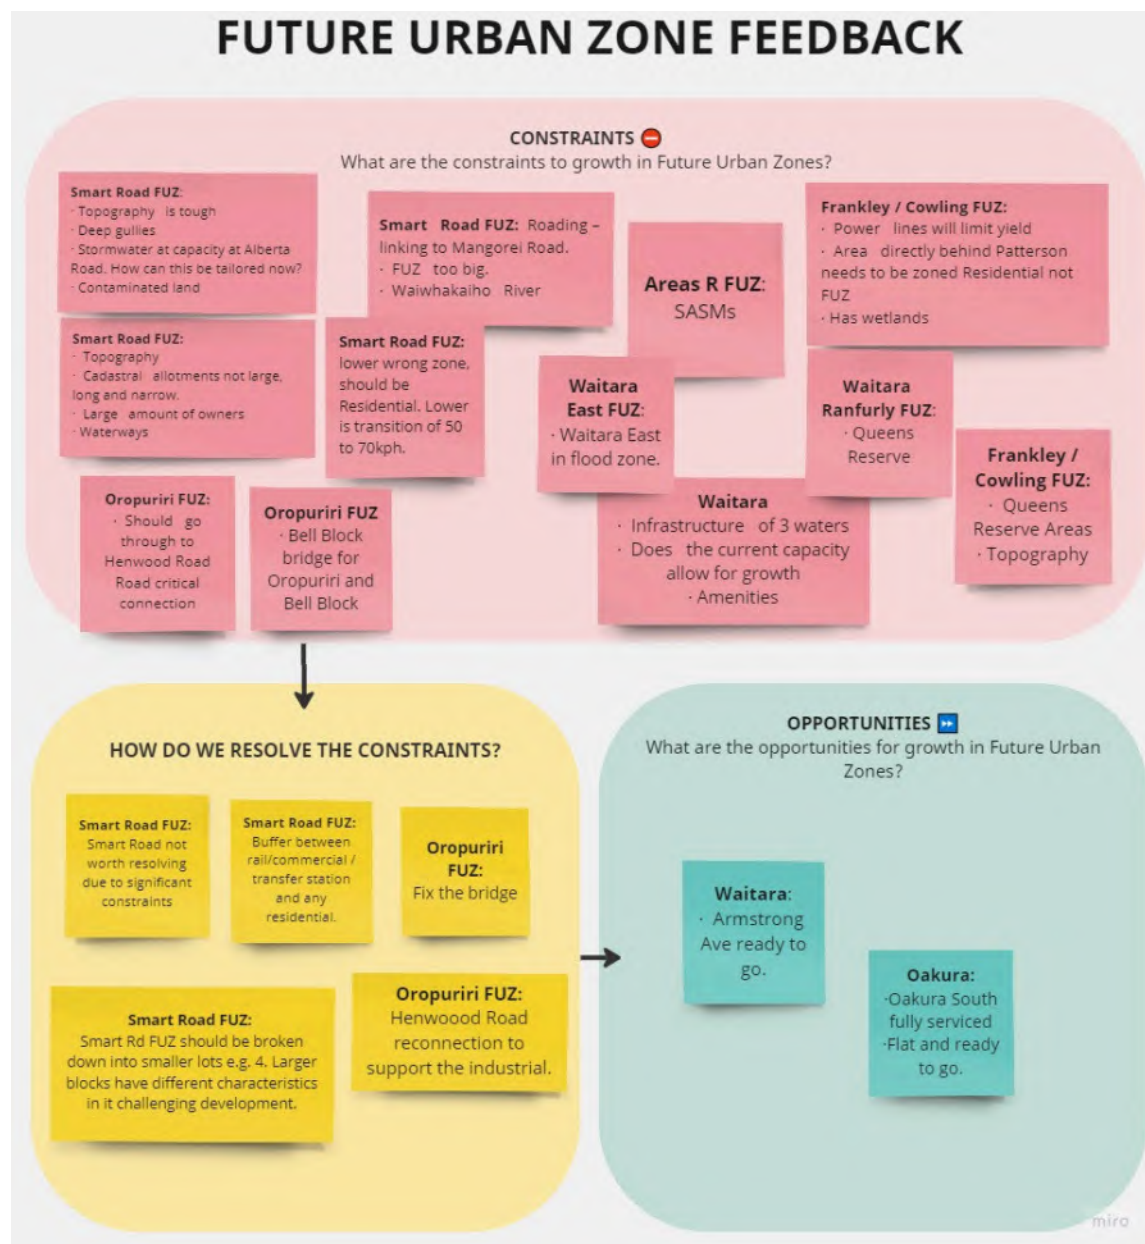 FUTURE URBAN ZONE FEEDBACK
CONSTRAINTS ⛔
What are the constraints to growth in Future Urban Zones?
Smart Road FUZ:
· Topography is tough
· Deep gullies
· Stormwater at capacity at Alberta
Road. How can this be tailored now?
· Contaminated land
Smart Road FUZ: Roading –
linking to Mangorei Road.
· FUZ too big.
· Waiwhakaiho River
Areas R FUZ:
SASMs
Frankley / Cowling FUZ:
· Power lines will limit yield
· Area directly behind Patterson
needs to be zoned Residential not
FUZ
· Has wetlands
Smart Road FUZ:
· Topography
· Cadastral allotments not large,
long and narrow.
· Large amount of owners
· Waterways
Smart Road FUZ:
lower wrong zone,
should be
Residential. Lower
is transition of 50
to 70kph.
Waitara
East FUZ:
· Waitara East
in flood zone.
Waitara
Ranfurly FUZ:
· Queens
Reserve
Frankley /
Cowling FUZ:
· Queens
Reserve Areas
· Topography
Oropuriri FUZ:
· Should go
through to
Henwood Road
Road critical
connection
Oropuriri FUZ
· Bell Block
bridge for
Oropuriri and
Bell Block
Waitara
· Infrastructure of 3 waters
· Does the current capacity
allow for growth
· Amenities
HOW DO WE RESOLVE THE CONSTRAINTS?
Smart Road FUZ:
Smart Road not
worth resolving
due to significant
constraints
Smart Road FUZ:
Buffer between
rail/commercial /
transfer station
and any
residential.
Oropuriri
FUZ:
Fix the bridge
Smart Road FUZ:
Smart Rd FUZ should be broken
down into smaller lots e.g. 4. Larger
blocks have different characteristics
in it challenging development.
Oropuriri FUZ:
Henwoood Road
reconnection to
support the industrial.
OPPORTUNITIES ⏩
What are the opportunities for growth in Future Urban
Zones?
Waitara:
· Armstrong
Ave ready to
go.
Oakura:
·Oakura South
fully serviced
·Flat and ready
to go.
miro